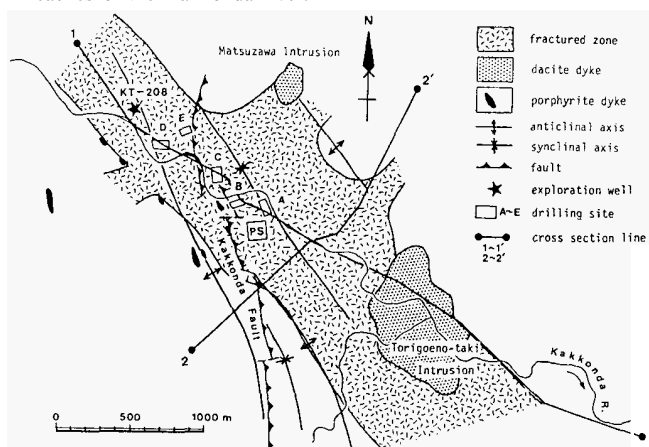 1
KT-208
Matsuzawa Intrusion
N
2'
D
E
C
B
A
PS
Kakkonda
Fault
2
Torigoeno-taki
Intrusion
Kakkonda R.
0 500 1000 m
fractured zone
dacite dyke
porphyrite dyke
anticlinal axis
synclinal axis
fault
exploration well
A~E drilling site
cross section line
1~1'
2~2'